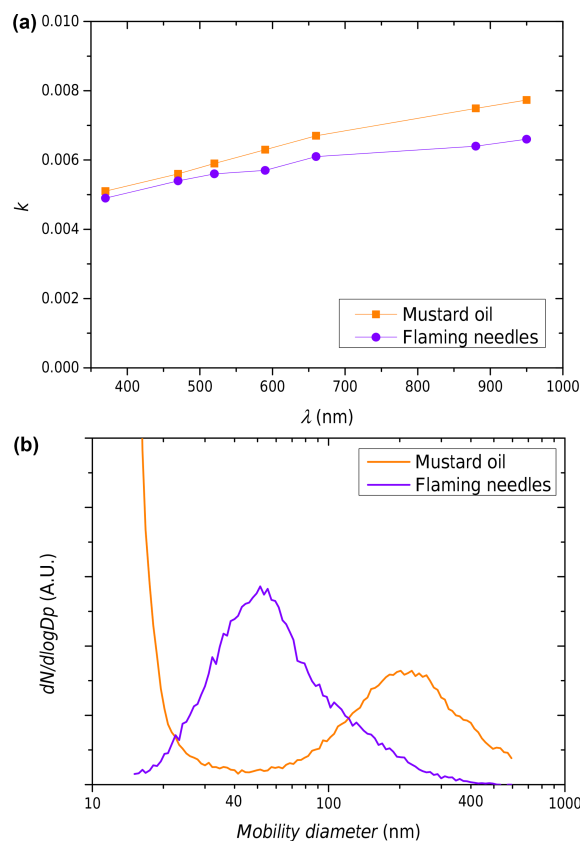 (a)
0.010
0.008
0.006
0.004
0.002
0.000
k
400 500 600 700 800 900 1000
λ (nm)
Mustard oil
Flaming needles
(b)
Mustard oil
Flaming needles
dN/dlogDp (A.U.)
10 40 100 400 1000
Mobility diameter (nm)